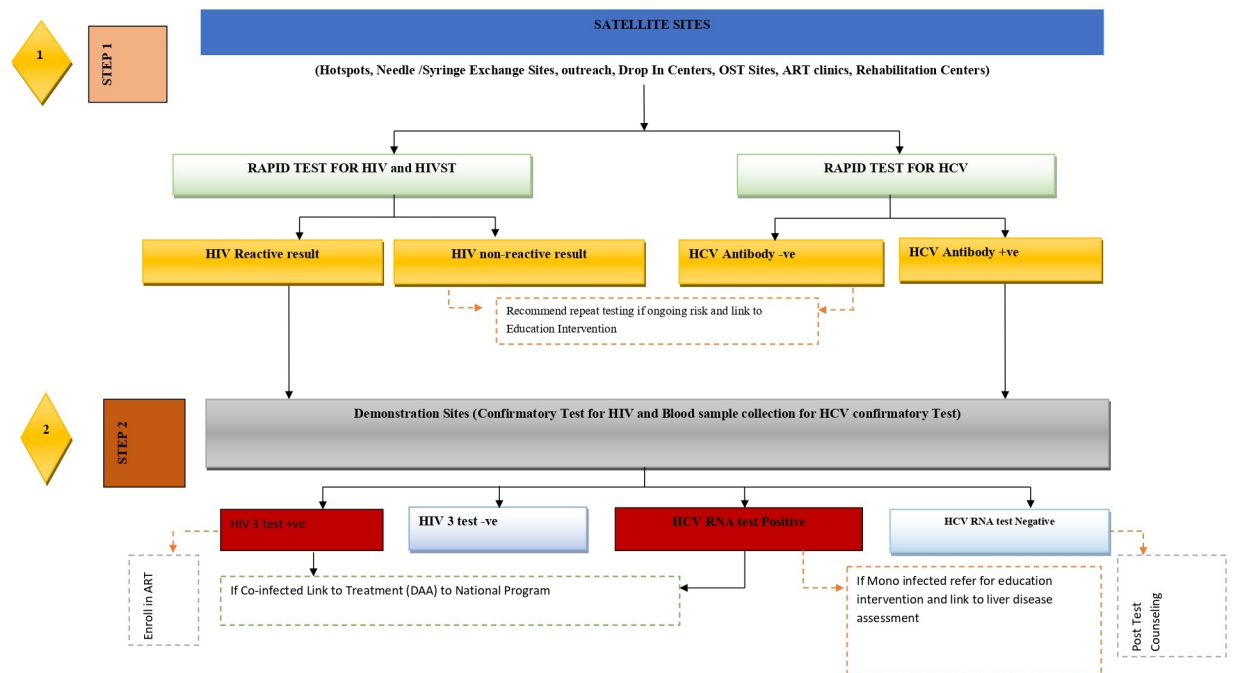 SATELLITE SITES
1
STEP 1
(Hotspots, Needle /Syringe Exchange Sites, outreach, Drop In Centers, OST Sites, ART clinics, Rehabilitation Centers)
RAPID TEST FOR HIV and HIVST
RAPID TEST FOR HCV
HIV Reactive result
HIV non-reactive result
HCV Antibody -ve
HCV Antibody +ve
Recommend repeat testing if ongoing risk and link to
Education Intervention
2
STEP 2
Demonstration Sites (Confirmatory Test for HIV and Blood sample collection for HCV confirmatory Test)
HIV 3 test +ve
HIV 3 test -ve
HCV RNA test Positive
HCV RNA test Negative
Enroll in ART
If Co-infected Link to Treatment (DAA) to National Program
If Mono infected refer for education
intervention and link to liver disease
assessment
Post Test
Counseling